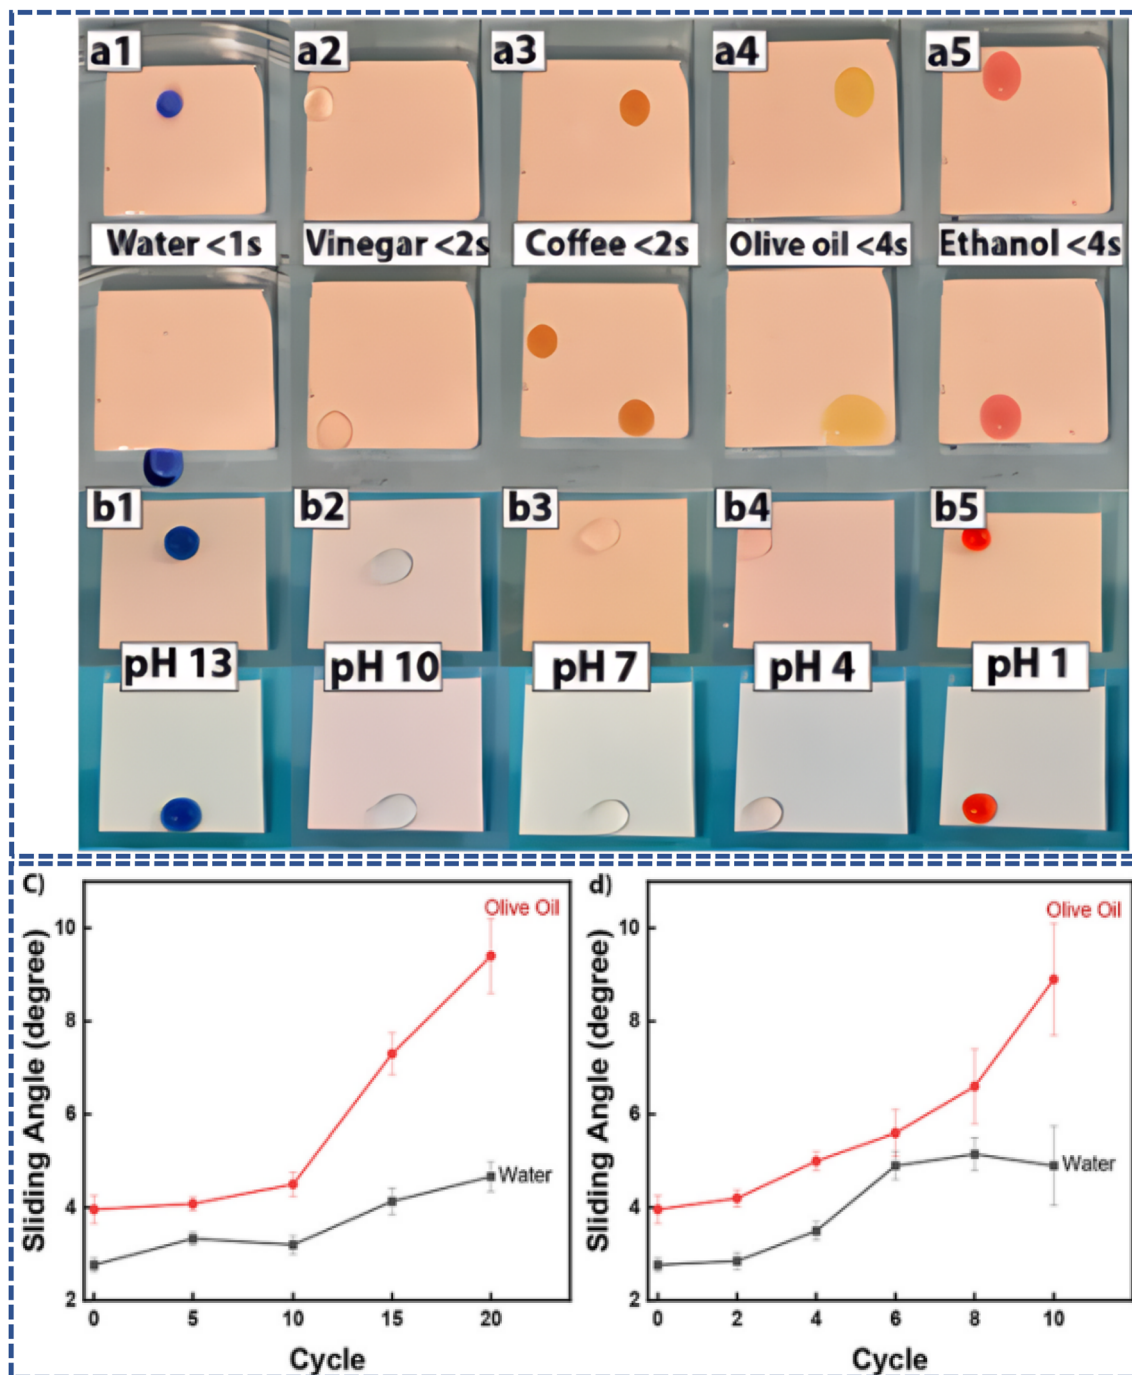 a1 a2 a3 a4 a5
Water <1s Vinegar <2s Coffee <2s Olive oil <4s Ethanol <4s
b1 b2 b3 b4 b5
pH 13 pH 10 pH 7 pH 4 pH 1
C)
Sliding Angle (degree)
10
8
6
4
2
Olive Oil
Water
0 5 10 15 20
Cycle
d)
Sliding Angle (degree)
10
8
6
4
2
Olive Oil
Water
0 2 4 6 8 10
Cycle